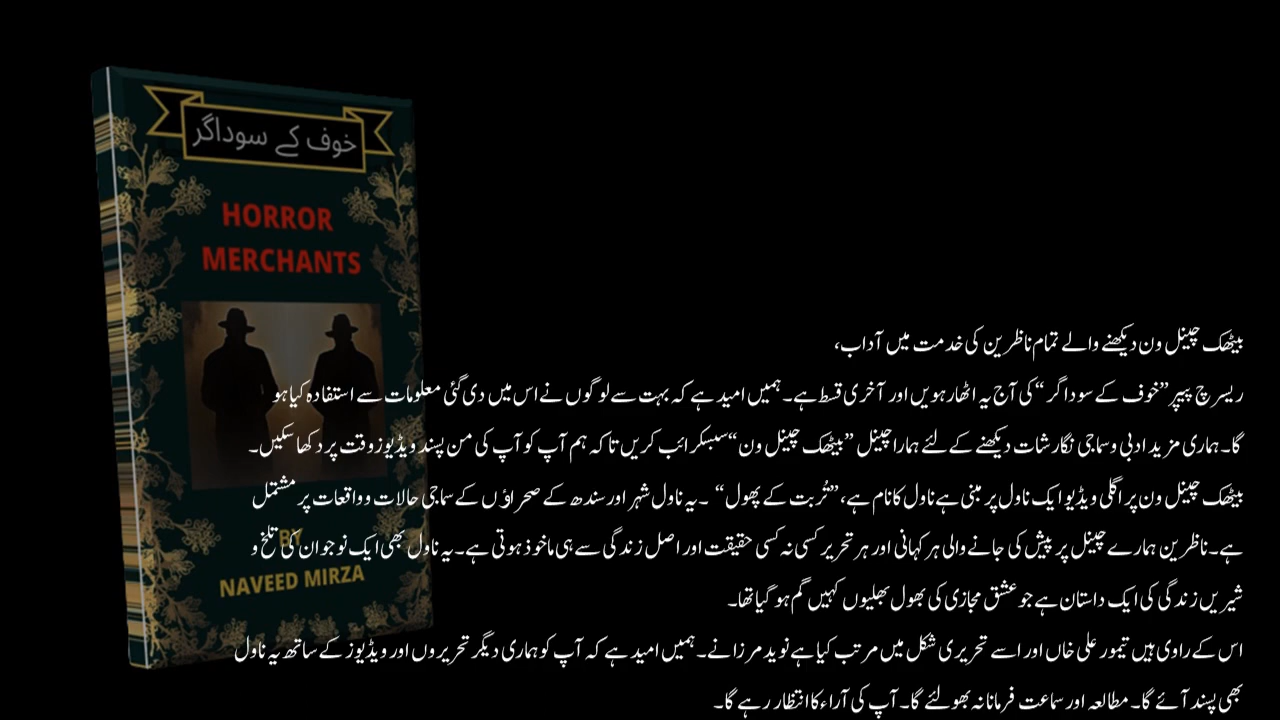 خوف کے سوداگر
HORROR
MERCHANTS
BY
NAVEED MIRZA
بیٹھک چینل ون دیکھنے والے تمام ناظرین کی خدمت میں آداب،
ریسرچ پیپر ”خوف کے سوداگر “کی آج یہ اٹھارہویں اور آخری قسط ہے۔ہمیں امید ہے کہ بہت سے لوگوں نے اس میں دی گئی معلومات سے استفادہ کیا ہو
گا۔ہماری مزید ادبی وسماجی نگارشات دیکھنے کے لئے ہمارا چینل ”بیٹھک چینل ون“سبسکرائب کریں تا کہ ہم آپ کو آپ کی من پسند ویڈیوز وقت پر دکھا سکیں۔
بیٹھک چینل ون پر اگلی ویڈیو ایک ناول پر مبنی ہے ناول کا نام ہے، ”تُربت کے پھول“ ۔یہ ناول شہر اور سندھ کے صحراؤں کے سماجی حالات وواقعات پر مشتمل
ہے۔ناظرین ہمارے چینل پر پیش کی جانے والی ہر کہانی اور ہر تحریر کسی نہ کسی حقیقت اور اصل زندگی سے ہی ماخوذ ہوتی ہے۔یہ ناول بھی ایک نوجوان کی تلخ و
شیریں زندگی کی ایک داستان ہے جو عشق مجازی کی بھول بھلیوں کہیں گم ہو گیا تھا۔
اس کے راوی ہیں تیمور علی خاں اور اسے تحریری شکل میں مرتب کیا ہے نوید مرزا نے۔ہمیں امید ہے کہ آپ کو ہماری دیگر تحریروں اور ویڈیوز کے ساتھ یہ ناول
بھی پسند آئے گا۔ مطالعہ اور سماعت فرمانا نہ بھولئے گا۔ آپ کی آراء کا انتظار رہے گا۔